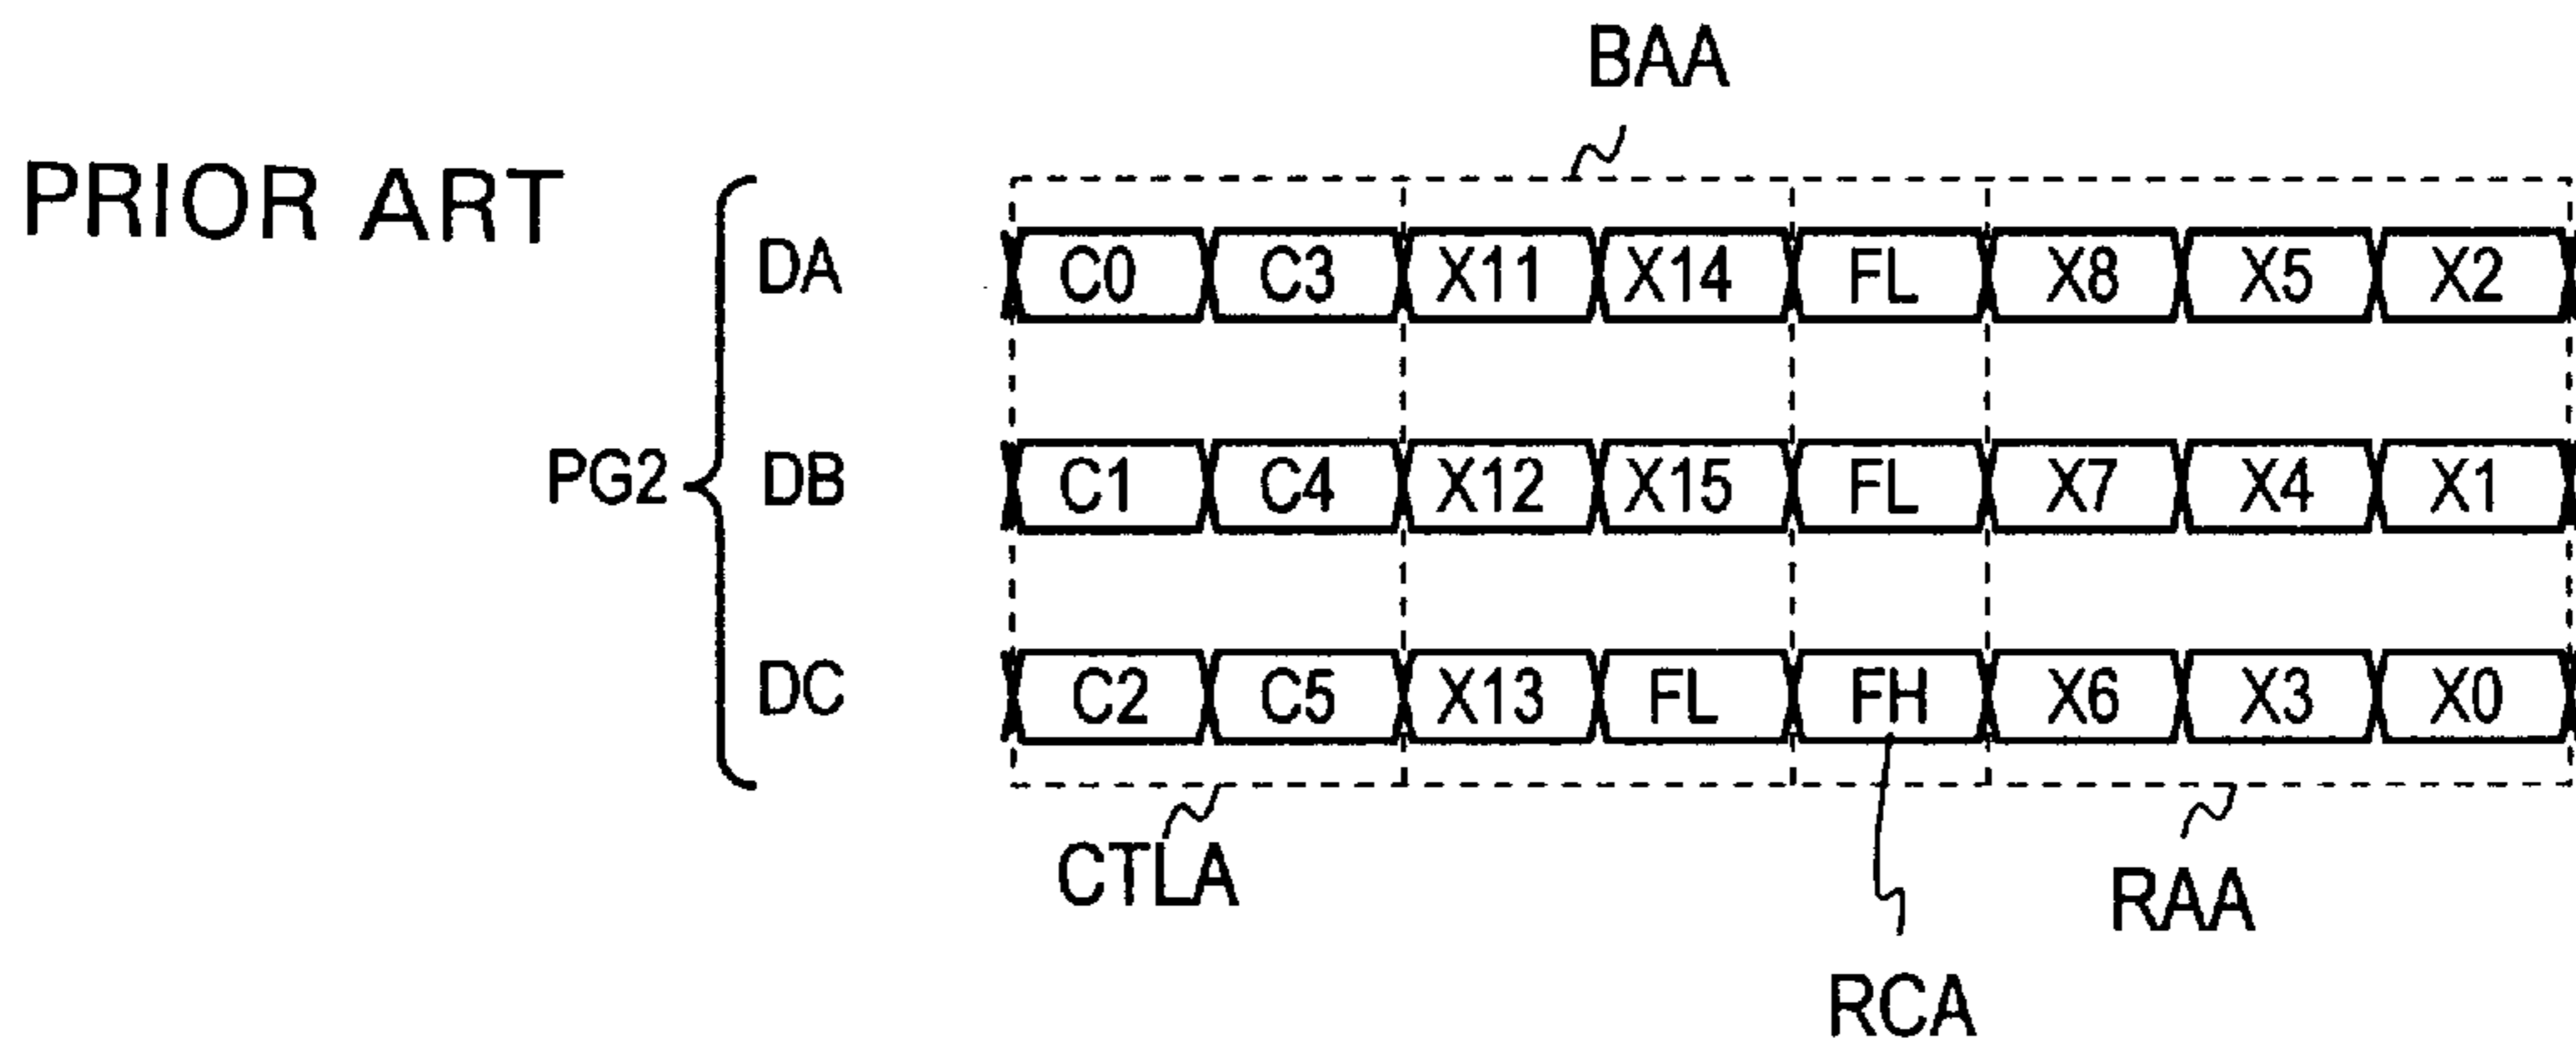 BAA
PRIOR ART
DA C0 C3 X11 X14 FL X8 X5 X2
PG2 DB C1 C4 X12 X15 FL X7 X4 X1
DC C2 C5 X13 FL FH X6 X3 X0
CTLA
RAA
RCA